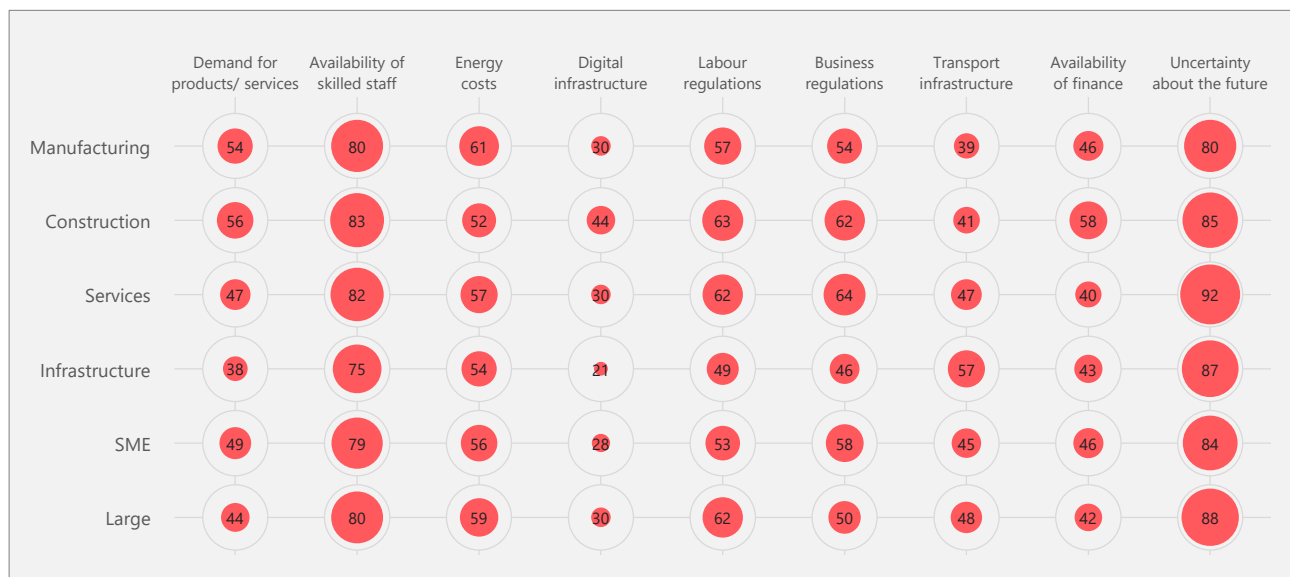 Demand for Availability of Energy Digital Labour Business Transport Availability Uncertainty
products/ services skilled staff costs infrastructure regulations regulations infrastructure of finance about the future
Manufacturing 54 80 61 30 57 54 39 46 80
Construction 56 83 52 44 63 62 41 58 85
Services 47 82 57 30 62 64 47 40 92
Infrastructure 38 75 54 21 49 46 57 43 87
SME 49 79 56 28 53 58 45 46 84
Large 44 80 59 30 62 50 48 42 88